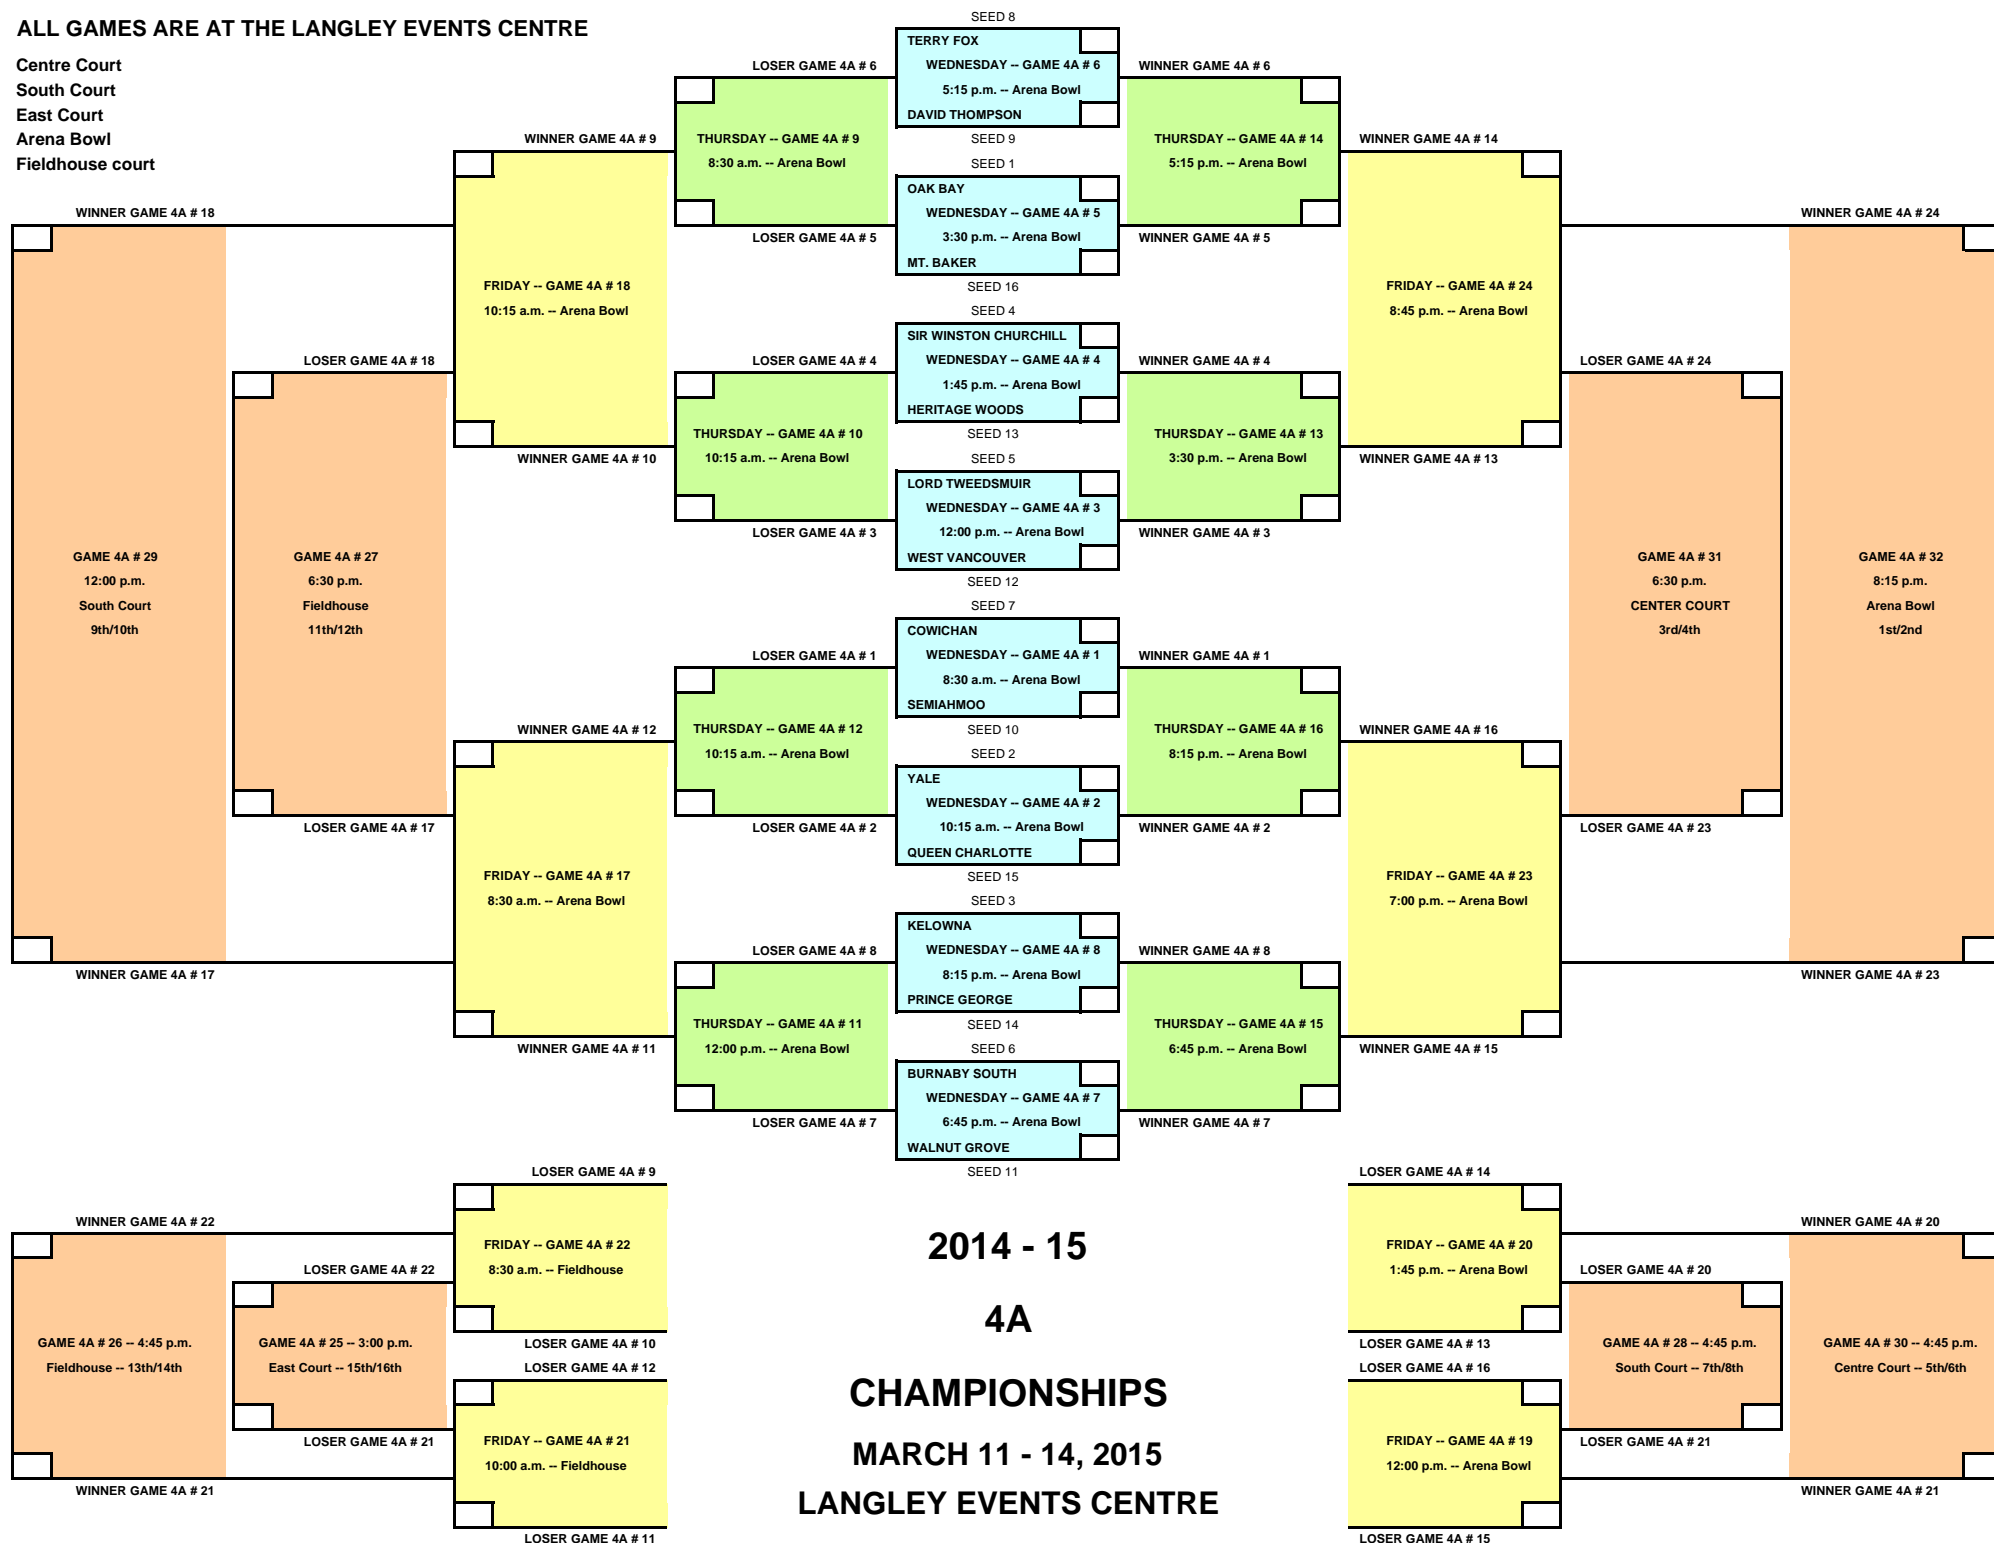 ALL GAMES ARE AT THE LANGLEY EVENTS CENTRE
Centre Court
South Court
East Court
Arena Bowl
Fieldhouse court
SEED 8
TERRY FOX
WEDNESDAY -- GAME 4A # 6
5:15 p.m. -- Arena Bowl
DAVID THOMPSON
SEED 9
SEED 1
OAK BAY
WEDNESDAY -- GAME 4A # 5
3:30 p.m. -- Arena Bowl
MT. BAKER
SEED 16
SEED 4
SIR WINSTON CHURCHILL
WEDNESDAY -- GAME 4A # 4
1:45 p.m. -- Arena Bowl
HERITAGE WOODS
SEED 13
SEED 5
LORD TWEEDSMUIR
WEDNESDAY -- GAME 4A # 3
12:00 p.m. -- Arena Bowl
WEST VANCOUVER
SEED 12
SEED 7
COWICHAN
WEDNESDAY -- GAME 4A # 1
8:30 a.m. -- Arena Bowl
SEMIAHMOO
SEED 10
SEED 2
YALE
WEDNESDAY -- GAME 4A # 2
10:15 a.m. -- Arena Bowl
QUEEN CHARLOTTE
SEED 15
SEED 3
KELOWNA
WEDNESDAY -- GAME 4A # 8
8:15 p.m. -- Arena Bowl
PRINCE GEORGE
SEED 14
SEED 6
BURNABY SOUTH
WEDNESDAY -- GAME 4A # 7
6:45 p.m. -- Arena Bowl
WALNUT GROVE
SEED 11
LOSER GAME 4A # 6
THURSDAY -- GAME 4A # 9
8:30 a.m. -- Arena Bowl
LOSER GAME 4A # 5
LOSER GAME 4A # 4
THURSDAY -- GAME 4A # 10
10:15 a.m. -- Arena Bowl
LOSER GAME 4A # 3
LOSER GAME 4A # 1
THURSDAY -- GAME 4A # 12
10:15 a.m. -- Arena Bowl
LOSER GAME 4A # 2
LOSER GAME 4A # 8
THURSDAY -- GAME 4A # 11
12:00 p.m. -- Arena Bowl
LOSER GAME 4A # 7
WINNER GAME 4A # 9
FRIDAY -- GAME 4A # 18
10:15 a.m. -- Arena Bowl
WINNER GAME 4A # 10
WINNER GAME 4A # 12
FRIDAY -- GAME 4A # 17
8:30 a.m. -- Arena Bowl
WINNER GAME 4A # 11
LOSER GAME 4A # 18
GAME 4A # 27
6:30 p.m.
Fieldhouse
11th/12th
LOSER GAME 4A # 17
WINNER GAME 4A # 18
GAME 4A # 29
12:00 p.m.
South Court
9th/10th
WINNER GAME 4A # 17
WINNER GAME 4A # 6
THURSDAY -- GAME 4A # 14
5:15 p.m. -- Arena Bowl
WINNER GAME 4A # 5
WINNER GAME 4A # 4
THURSDAY -- GAME 4A # 13
3:30 p.m. -- Arena Bowl
WINNER GAME 4A # 3
WINNER GAME 4A # 1
THURSDAY -- GAME 4A # 16
8:15 p.m. -- Arena Bowl
WINNER GAME 4A # 2
WINNER GAME 4A # 8
THURSDAY -- GAME 4A # 15
6:45 p.m. -- Arena Bowl
WINNER GAME 4A # 7
WINNER GAME 4A # 14
FRIDAY -- GAME 4A # 24
8:45 p.m. -- Arena Bowl
WINNER GAME 4A # 13
WINNER GAME 4A # 16
FRIDAY -- GAME 4A # 23
7:00 p.m. -- Arena Bowl
WINNER GAME 4A # 15
LOSER GAME 4A # 24
GAME 4A # 31
6:30 p.m.
CENTER COURT
3rd/4th
LOSER GAME 4A # 23
WINNER GAME 4A # 24
GAME 4A # 32
8:15 p.m.
Arena Bowl
1st/2nd
WINNER GAME 4A # 23
LOSER GAME 4A # 9
FRIDAY -- GAME 4A # 22
8:30 a.m. -- Fieldhouse
LOSER GAME 4A # 10
LOSER GAME 4A # 12
FRIDAY -- GAME 4A # 21
10:00 a.m. -- Fieldhouse
LOSER GAME 4A # 11
LOSER GAME 4A # 22
GAME 4A # 25 -- 3:00 p.m.
East Court -- 15th/16th
LOSER GAME 4A # 21
WINNER GAME 4A # 22
GAME 4A # 26 -- 4:45 p.m.
Fieldhouse -- 13th/14th
WINNER GAME 4A # 21
2014 - 15
4A
CHAMPIONSHIPS
MARCH 11 - 14, 2015
LANGLEY EVENTS CENTRE
LOSER GAME 4A # 14
FRIDAY -- GAME 4A # 20
1:45 p.m. -- Arena Bowl
LOSER GAME 4A # 13
LOSER GAME 4A # 16
FRIDAY -- GAME 4A # 19
12:00 p.m. -- Arena Bowl
LOSER GAME 4A # 15
LOSER GAME 4A # 20
GAME 4A # 28 -- 4:45 p.m.
South Court -- 7th/8th
LOSER GAME 4A # 21
WINNER GAME 4A # 20
GAME 4A # 30 -- 4:45 p.m.
Centre Court -- 5th/6th
WINNER GAME 4A # 21